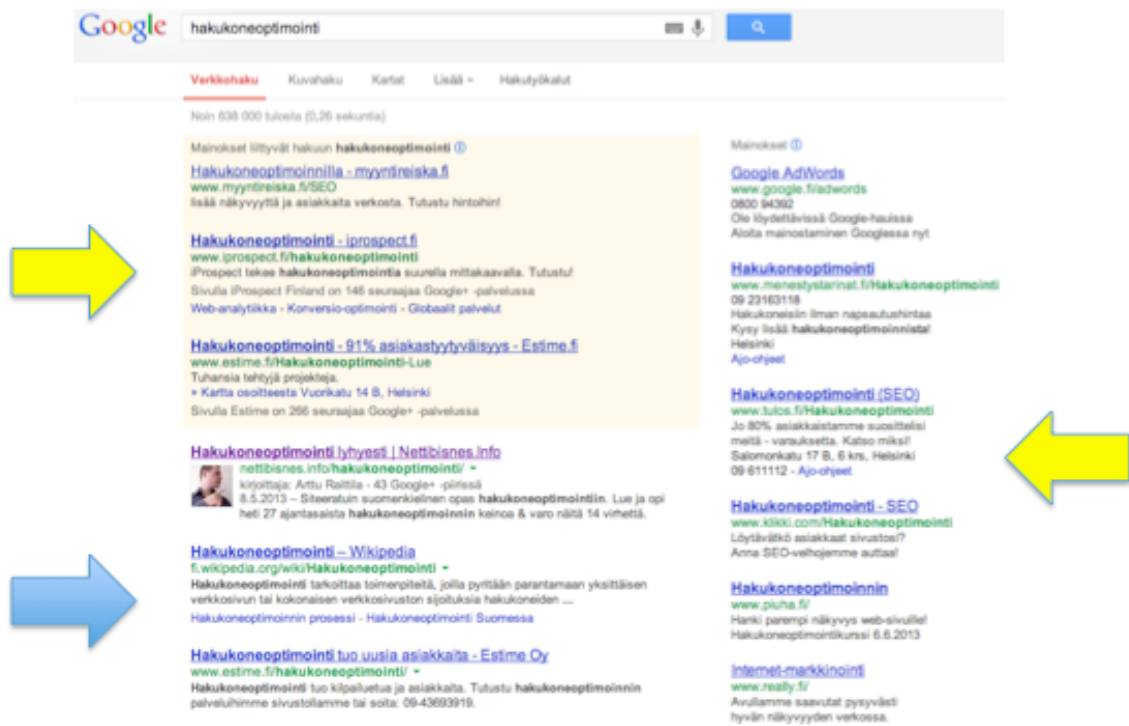 Google
hakukoneoptimointi
Verkkohaku Kuvahaku Kartat Lisää Hakutyökalut
Noin 638 000 tulosta (0,26 sekuntia)
Mainokset liittyvät hakuun hakukoneoptimointi
Hakukoneoptimoinnilla - myyntireiska.fi
www.myyntireiska.fi/SEO
lisää näkyvyyttä ja asiakkaita verkosta. Tutustu hintoihin!
Hakukoneoptimointi - iprospect.fi
www.iprospect.fi/hakukoneoptimointi
iProspect tekee hakukoneoptimointia suurella mittakaavalla. Tutustu!
Sivulla iProspect Finland on 146 seuraajaa Google+ -palvelussa
Web-analytiikka - Konversio-optimointi - Globaalit palvelut
Hakukoneoptimointi - 91% asiakastyytyväisyys - Estime.fi
www.estime.fi/Hakukoneoptimointi-Lue
Tuhansia tehtyjä projekteja.
» Kartta osoitteesta Vuorikatu 14 B, Helsinki
Sivulla Estime on 266 seuraajaa Google+ -palvelussa
Hakukoneoptimointi lyhyesti | Nettibisnes.Info
nettibisnes.info/hakukoneoptimointi/
kirjoittaja: Arttu Raittila - 43 Google+ -piirissä
8.5.2013 – Siteeratuin suomenkielinen opas hakukoneoptimointiin. Lue ja opi
heti 27 ajantasaista hakukoneoptimoinnin keinoa & varo näitä 14 virhettä.
Hakukoneoptimointi – Wikipedia
fi.wikipedia.org/wiki/Hakukoneoptimointi
Hakukoneoptimointi tarkoittaa toimenpiteitä, joilla pyritään parantamaan yksittäisen
verkkosivun tai kokonaisen verkkosivuston sijoituksia hakukoneiden ...
Hakukoneoptimoinnin prosessi - Hakukoneoptimointi Suomessa
Hakukoneoptimointi tuo uusia asiakkaita - Estime Oy
www.estime.fi/hakukoneoptimointi/
Hakukoneoptimointi tuo kilpailuetua ja asiakkaita. Tutustu hakukoneoptimoinnin
palveluihimme sivustollamme tai soita: 09-43693919.
Mainokset
Google AdWords
www.google.fi/adwords
0800 94392
Ole löydettävissä Google-hauissa
Aloita mainostaminen Googlessa nyt
Hakukoneoptimointi
www.menestystarinat.fi/Hakukoneoptimointi
09 23163118
Hakukoneisiin ilman napsautushintaa
Kysy lisää hakukoneoptimoinnista!
Helsinki
Ajo-ohjeet
Hakukoneoptimointi (SEO)
www.tulos.fi/Hakukoneoptimointi
Jo 80% asiakkaistamme suosittelisi
meitä - varauksetta. Katso miksi!
Salomonkatu 17 B, 6 krs, Helsinki
09 611112 - Ajo-ohjeet
Hakukoneoptimointi - SEO
www.klikki.com/Hakukoneoptimointi
Löytävätkö asiakkaat sivustosi?
Anna SEO-velhojemme auttaa!
Hakukoneoptimoinnin
www.piuha.fi/
Hanki parempi näkyvys web-sivuille!
Hakukoneoptimointikurssi 6.6.2013
Internet-markkinointi
www.really.fi/
Avullamme saavutat pysyvästi
hyvän näkyvyyden verkossa.